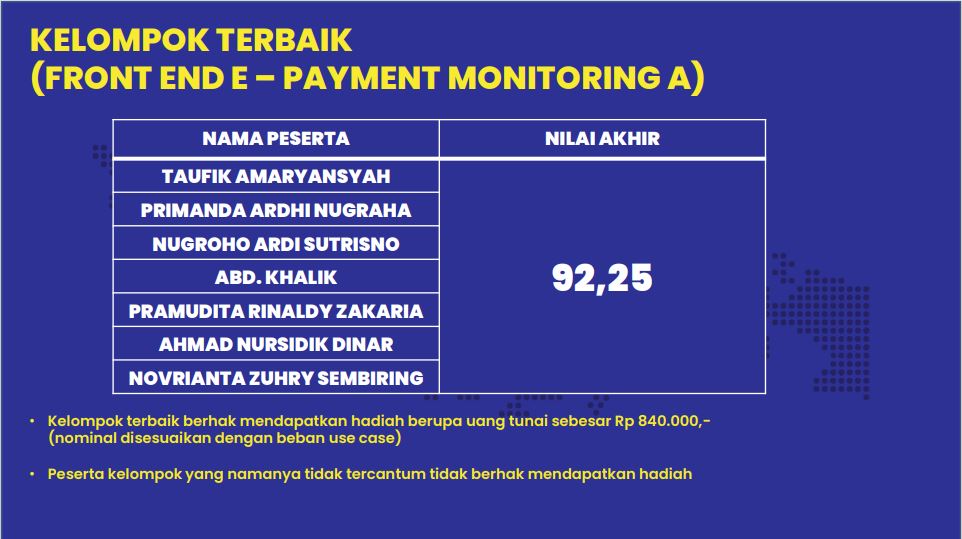 KELOMPOK TERBAIK
(FRONT END E – PAYMENT MONITORING A)
NAMA PESERTA
NILAI AKHIR
TAUFIK AMARYANSYAH
PRIMANDA ARDHI NUGRAHA
NUGROHO ARDI SUTRISNO
ABD. KHALIK
PRAMUDITA RINALDY ZAKARIA
AHMAD NURSIDIK DINAR
NOVRIANTA ZUHRY SEMBIRING
92,25
• Kelompok terbaik berhak mendapatkan hadiah berupa uang tunai sebesar Rp 840.000,-
(nominal disesuaikan dengan beban use case)
• Peserta kelompok yang namanya tidak tercantum tidak berhak mendapatkan hadiah